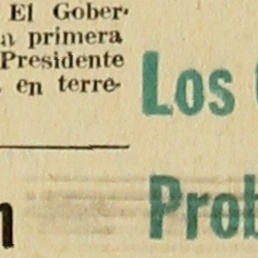 El Gober-
primera
Presidente
en terre-
Los
Prob